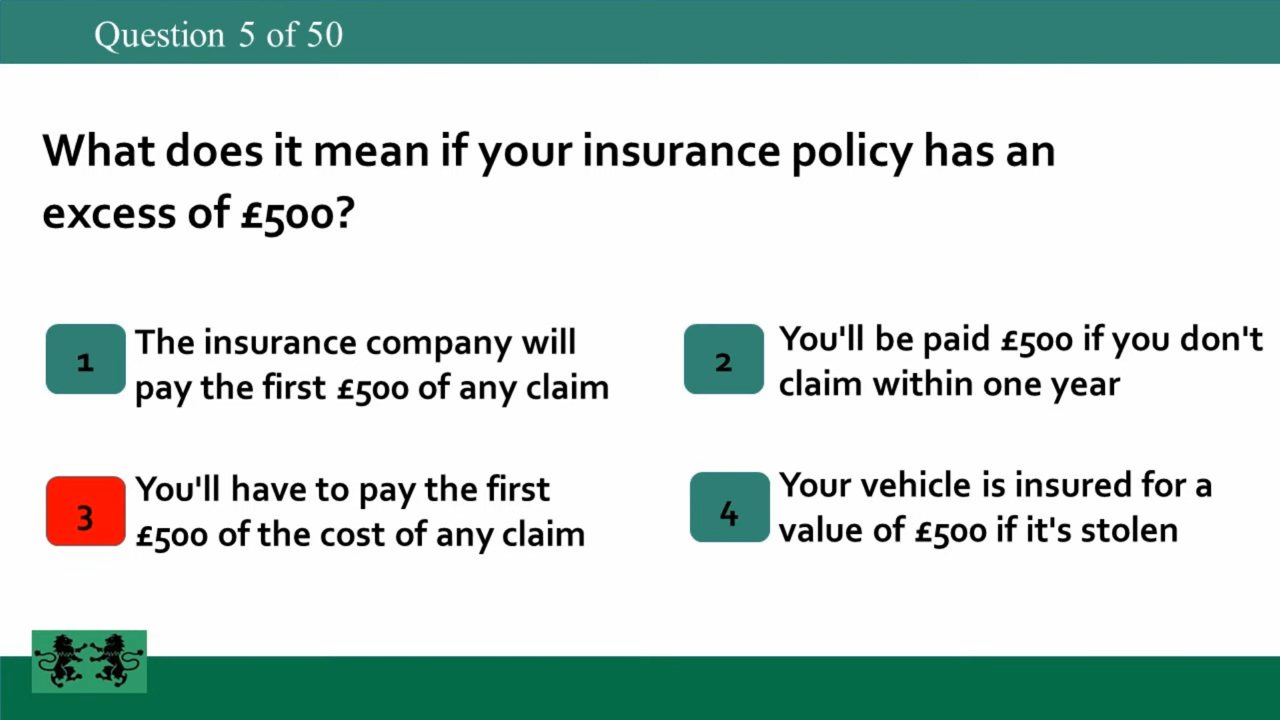 Question 5 of 50
What does it mean if your insurance policy has an
excess of £500?
1
The insurance company will
pay the first £500 of any claim
2
You'll be paid £500 if you don't
claim within one year
3
You'll have to pay the first
£500 of the cost of any claim
4
Your vehicle is insured for a
value of £500 if it's stolen